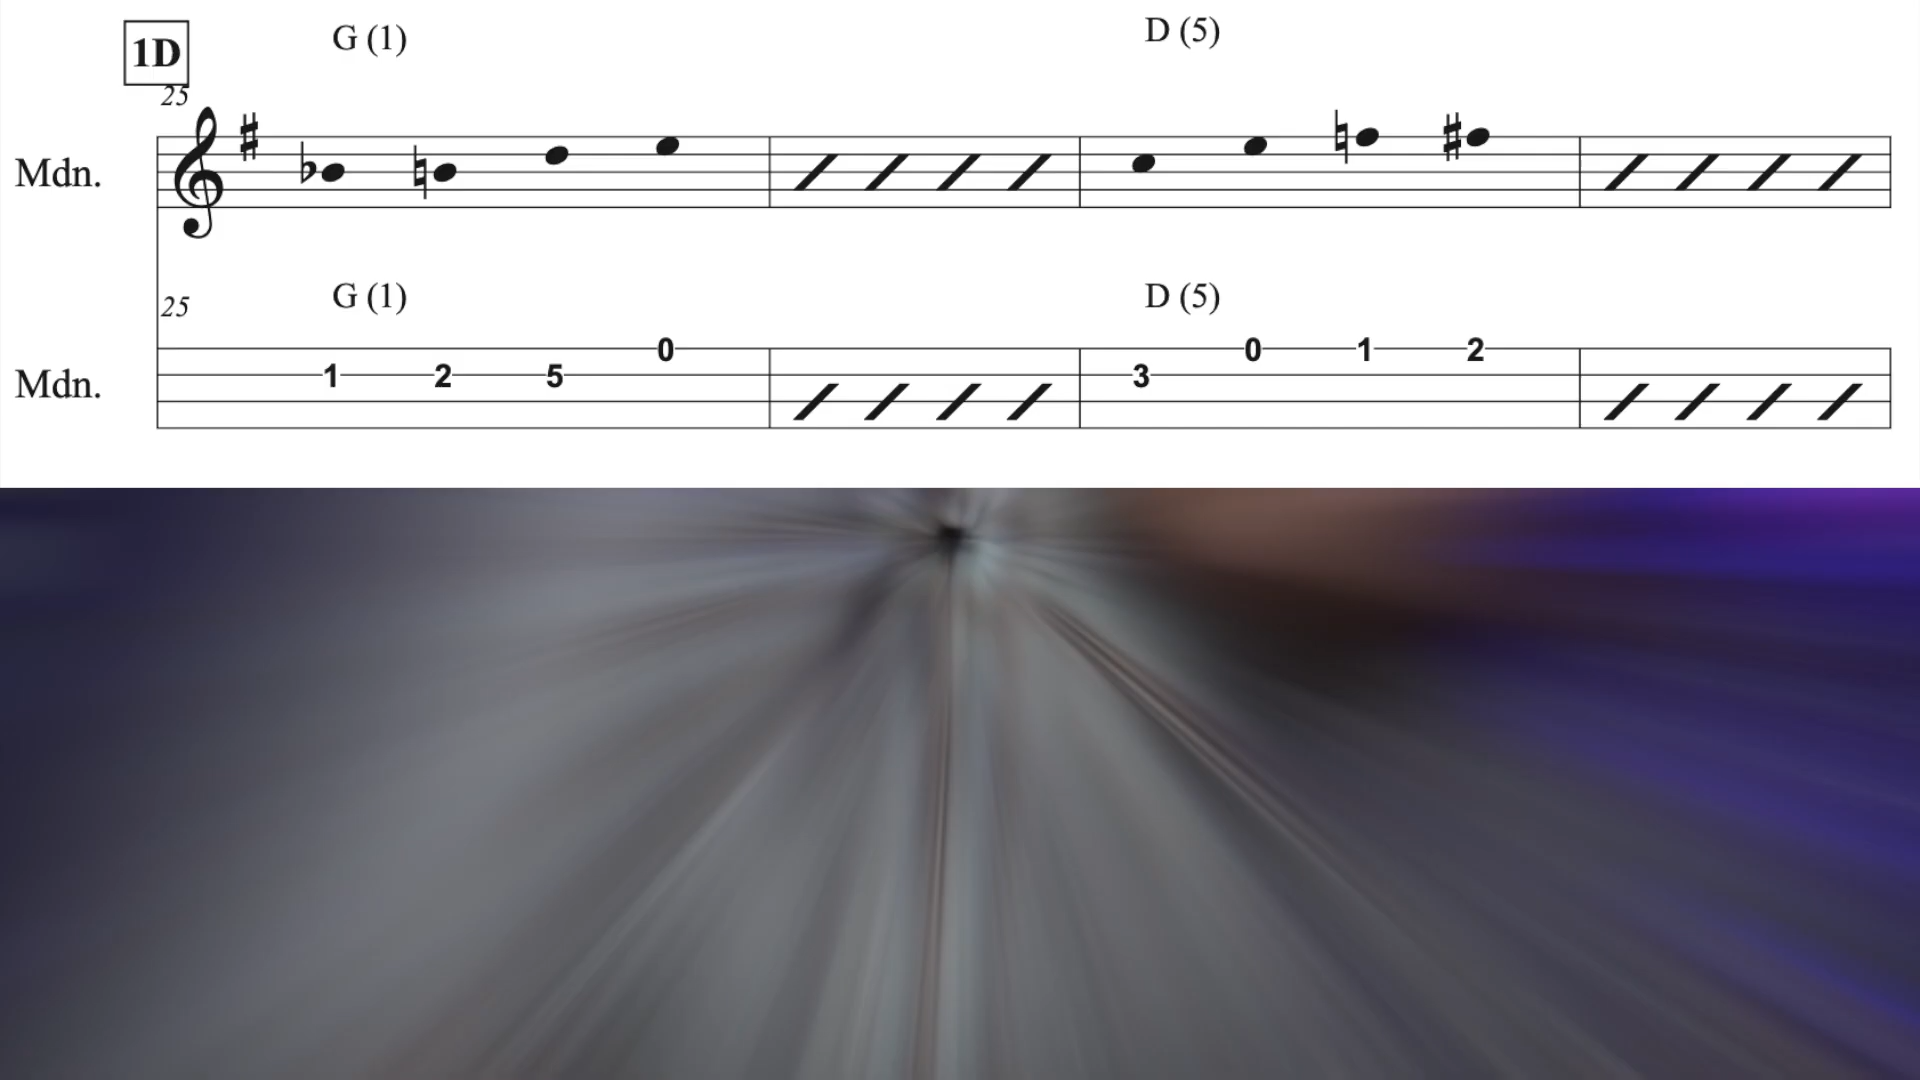 1D G (1) D (5)
25
Mdn.
25 G (1) D (5)
0 0 1 2
Mdn. 1 2 5 3